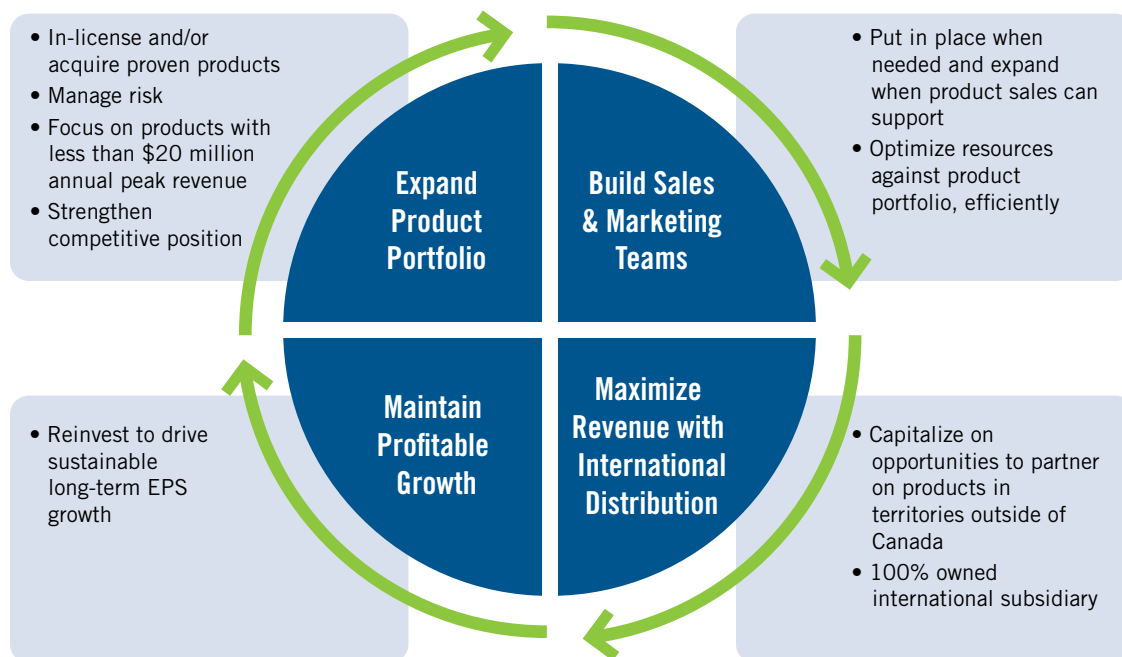 • In-license and/or
acquire proven products
• Manage risk
• Focus on products with
less than $20 million
annual peak revenue
• Strengthen
competitive position
Expand
Product
Portfolio
Build Sales
& Marketing
Teams
• Put in place when
needed and expand
when product sales can
support
• Optimize resources
against product
portfolio, efficiently
• Reinvest to drive
sustainable
long-term EPS
growth
Maintain
Profitable
Growth
Maximize
Revenue with
International
Distribution
• Capitalize on
opportunities to partner
on products in
territories outside of
Canada
• 100% owned
international subsidiary